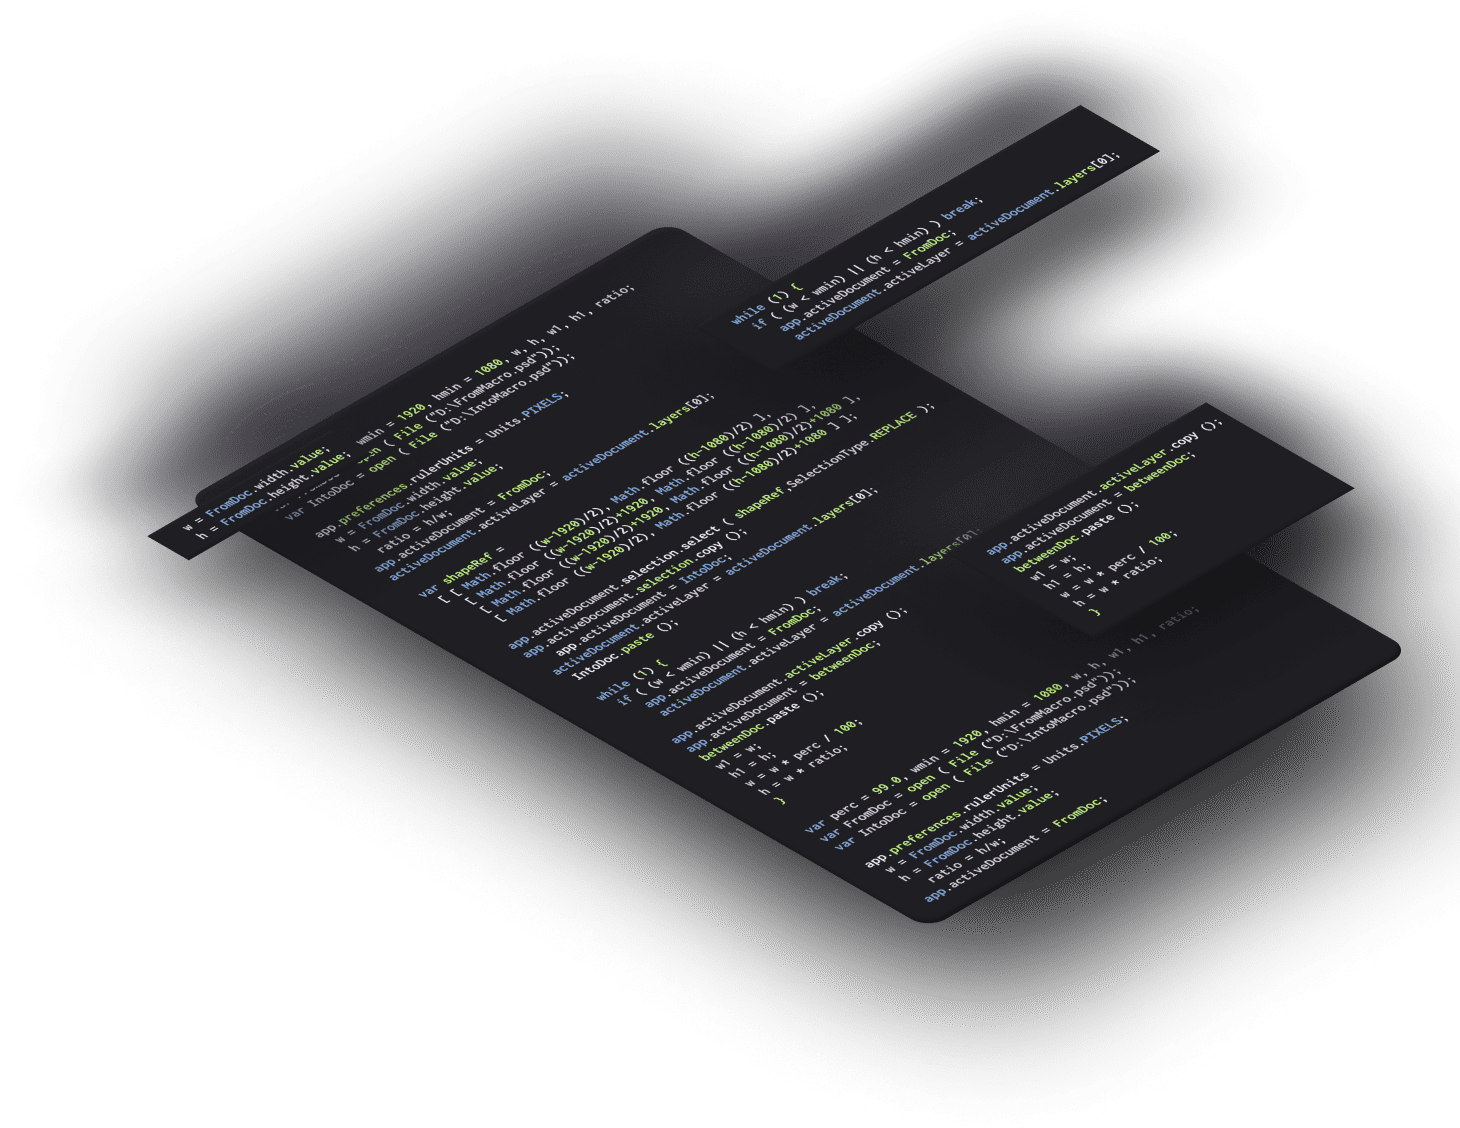 while (1) {
if ( (w < wmin) || (h < hmin) ) break;
app.activeDocument = FromDoc;
activeDocument.activeLayer = activeDocument.layers[0];
w = FromDoc.width.value;
h = FromDoc.height.value;
wmin = 1920, hmin = 1080, w, h, w1, h1, ratio;
open ( File ("D:\FromMacro.psd"));
var IntoDoc = open ( File ("D:\IntoMacro.psd"));
app.preferences.rulerUnits = Units.PIXELS;
w = FromDoc.width.value;
h = FromDoc.height.value;
ratio = h/w;
app.activeDocument = FromDoc;
activeDocument.activeLayer = activeDocument.layers[0];
var shapeRef =
[ [ Math.floor ((w-1920)/2), Math.floor ((h-1080)/2) ],
[ Math.floor ((w-1920)/2)+1920, Math.floor ((h-1080)/2) ],
[ Math.floor ((w-1920)/2)+1920, Math.floor ((h-1080)/2)+1080 ],
[ Math.floor ((w-1920)/2), Math.floor ((h-1080)/2)+1080 ] ];
app.activeDocument.selection.select ( shapeRef,SelectionType.REPLACE );
app.activeDocument.selection.copy ();
app.activeDocument = IntoDoc;
activeDocument.activeLayer = activeDocument.layers[0];
IntoDoc.paste ();
while (1) {
if ( (w < wmin) || (h < hmin) ) break;
app.activeDocument = FromDoc;
activeDocument.activeLayer = activeDocument.layers[0];
app.activeDocument.activeLayer.copy ();
app.activeDocument = betweenDoc;
betweenDoc.paste ();
w1 = w;
h1 = h;
w = w * perc / 100;
h = w * ratio;
}
app.activeDocument.activeLayer.copy ();
app.activeDocument = betweenDoc;
betweenDoc.paste ();
w1 = w;
h1 = h;
w = w * perc / 100;
h = w * ratio;
}
var perc = 99.0, wmin = 1920, hmin = 1080, w, h, w1, h1, ratio;
var FromDoc = open ( File ("D:\FromMacro.psd"));
var IntoDoc = open ( File ("D:\IntoMacro.psd"));
app.preferences.rulerUnits = Units.PIXELS;
w = FromDoc.width.value;
h = FromDoc.height.value;
ratio = h/w;
app.activeDocument = FromDoc;